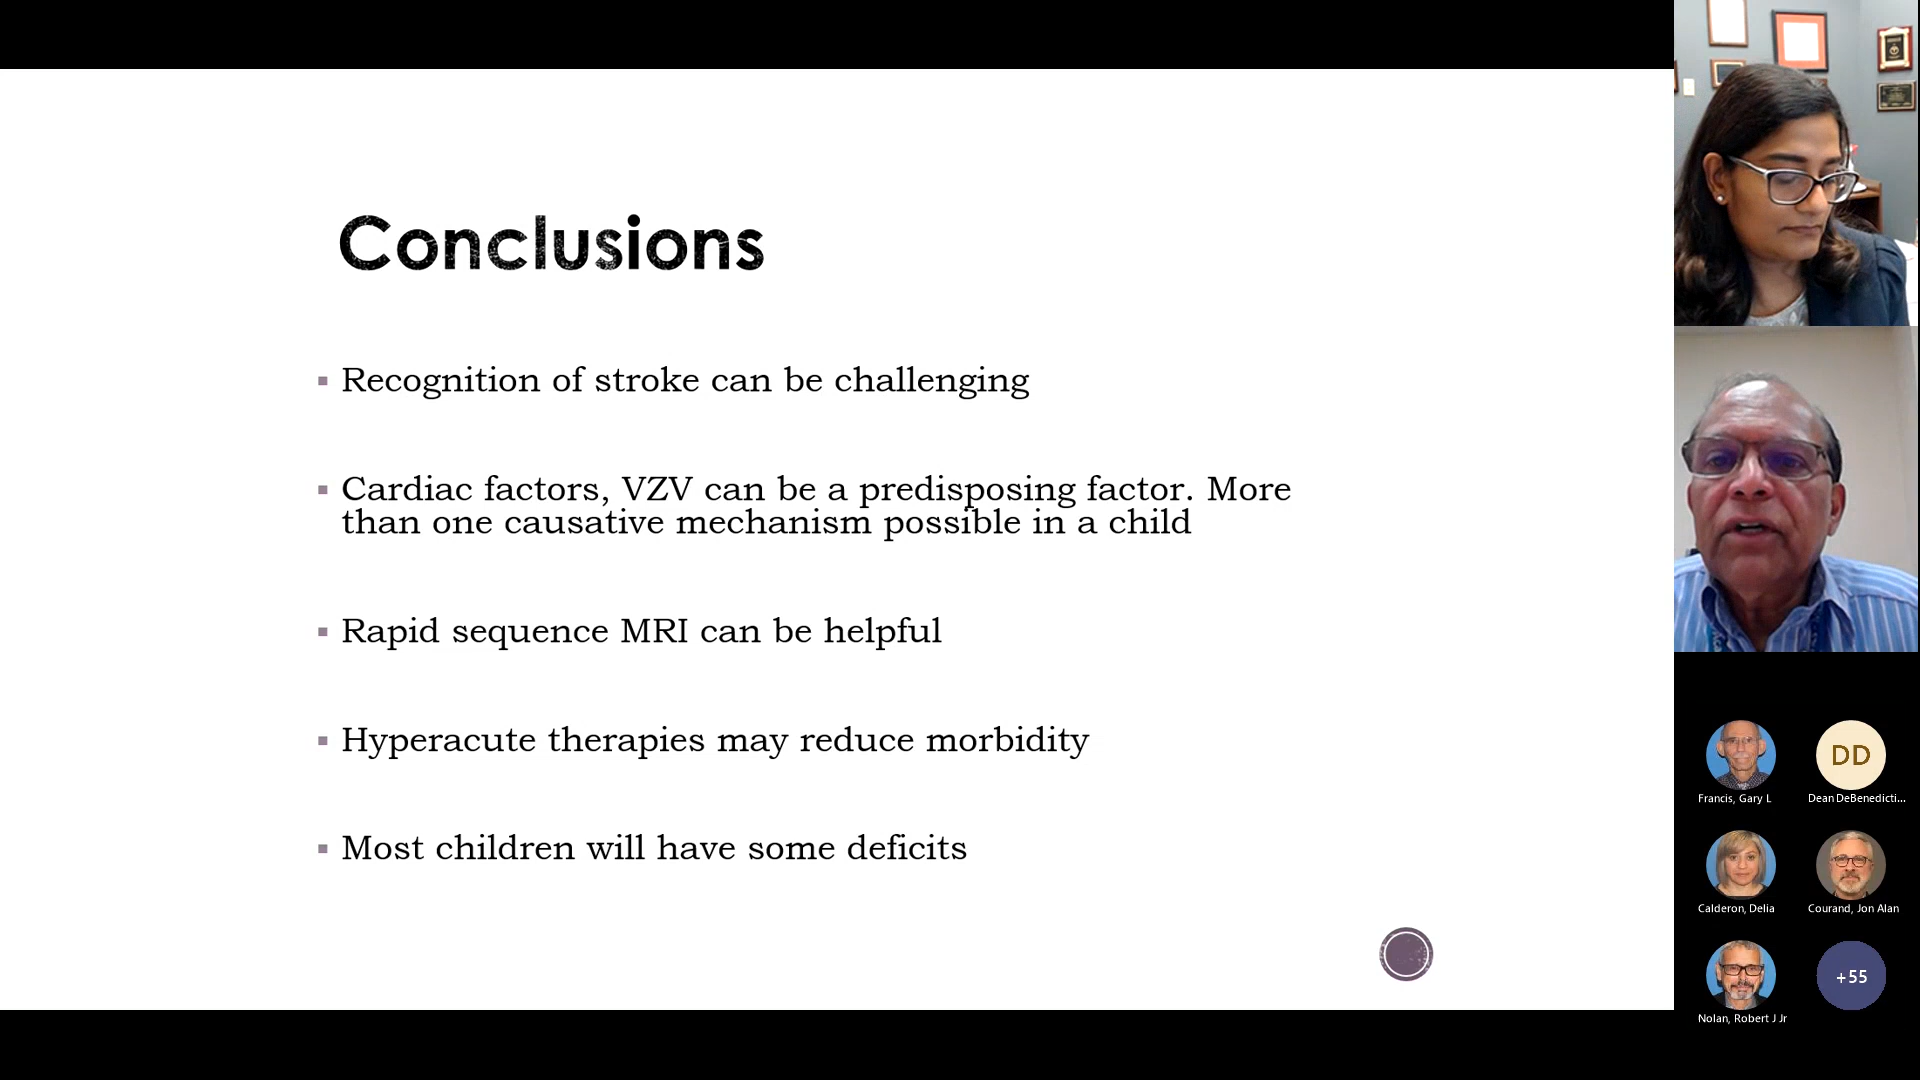 Conclusions
Recognition of stroke can be challenging
Cardiac factors, VZV can be a predisposing factor. More
than one causative mechanism possible in a child
Rapid sequence MRI can be helpful
Hyperacute therapies may reduce morbidity
Most children will have some deficits
DD
Francis, Gary L
Dean DeBenedicti...
Calderon, Delia
Courand, Jon Alan
+55
Nolan, Robert J Jr